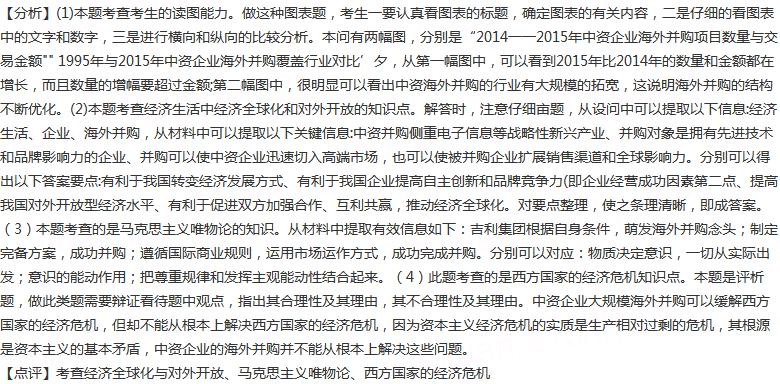 【分析】(1)本题考查考生的读图能力。做这种图表题，考生一要认真看图表的标题，确定图表的有关内容，二是仔细的看图表
中的文字和数字，三是进行横向和纵向的比较分析。本问有两幅图，分别是“2014——2015年中资企业海外并购项目数量与交
易金额"" 1995年与2015年中资企业海外并购覆盖行业对比’夕，从第一幅图中，可以看到2015年比2014年的数量和金额都在
增长，而且数量的增幅要超过金额;第二幅图中，很明显可以看出中资海外并购的行业有大规模的拓宽，这说明海外并购的结构
不断优化。(2)本题考查经济生活中经济全球化和对外开放的知识点。解答时，注意仔细亩题，从设问中可以提取以下信息:经济
生活、企业、海外并购，从材料中可以提取以下关键信息:中资并购侧重电子信息等战略性新兴产业、并购对象是拥有先进技术
和品牌影响力的企业、并购可以使中资企业迅速切入高端市场，也可以使被并购企业扩展销售渠道和全球影响力。分别可以得
出以下答案要点:有利于我国转变经济发展方式、有利于我国企业提高自主创新和品牌竟争力(即企业经营成功因素第二点、提高
我国对外开放型经济水平、有利于促进双方加强合作、互利共赢，推动经济全球化。对要点整理，使之条理清晰，即成答案。
（3）本题考查的是马克思主义唯物论的知识。从材料中提取有效信息如下：吉利集团根据自身条件，萌发海外并购念头；制定
完备方案，成功并购；遵循国际商业规则，运用市场运作方式，成功完成并购。分别可以对应：物质决定意识，一切从实际出
发；意识的能动作用；把尊重规律和发挥主观能动性结合起来。（4）此题考查的是西方国家的经济危机知识点。本题是评析
题，做此类题需要辩证看待题中观点，指出其合理性及其理由，其不合理性及其理由。中资企业大规模海外并购可以缓解西方
国家的经济危机，但却不能从根本上解决西方国家的经济危机，因为资本主义经济危机的实质是生产相对过剩的危机，其根源
是资本主义的基本矛盾，中资企业的海外并购并不能从根本上解决这些问题。
【点评】考查经济全球化与对外开放、马克思主义唯物论、西方国家的经济危机